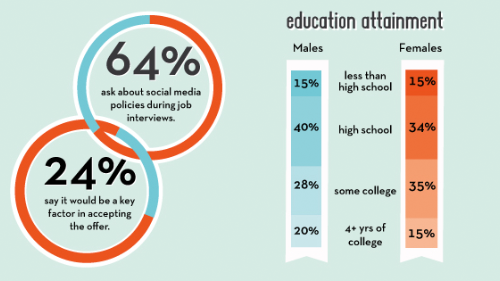 64%
ask about social media
policies during job
interviews.
24%
say it would be a key
factor in accepting
the offer.
education attainment
Males
Females
15%
less than
high school
15%
40%
high school
34%
28%
some college
35%
20%
4+ yrs of
college
15%